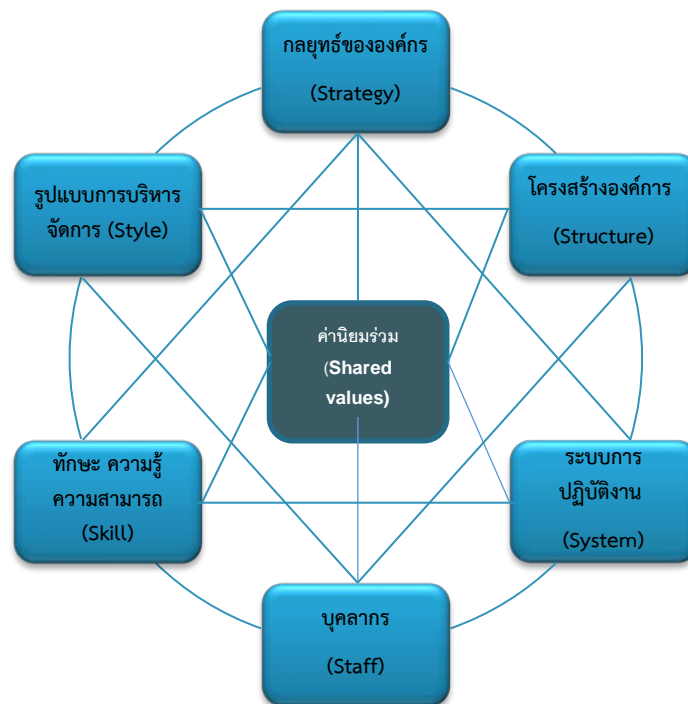 กลยุทธ์ขององค์กร
(Strategy)
รูปแบบการบริหาร
จัดการ (Style)
โครงสร้างองค์การ
(Structure)
ค่านิยมร่วม
(Shared
values)
ทักษะ ความรู้
ความสามารถ
(Skill)
ระบบการ
ปฏิบัติงาน
(System)
บุคลากร
(Staff)